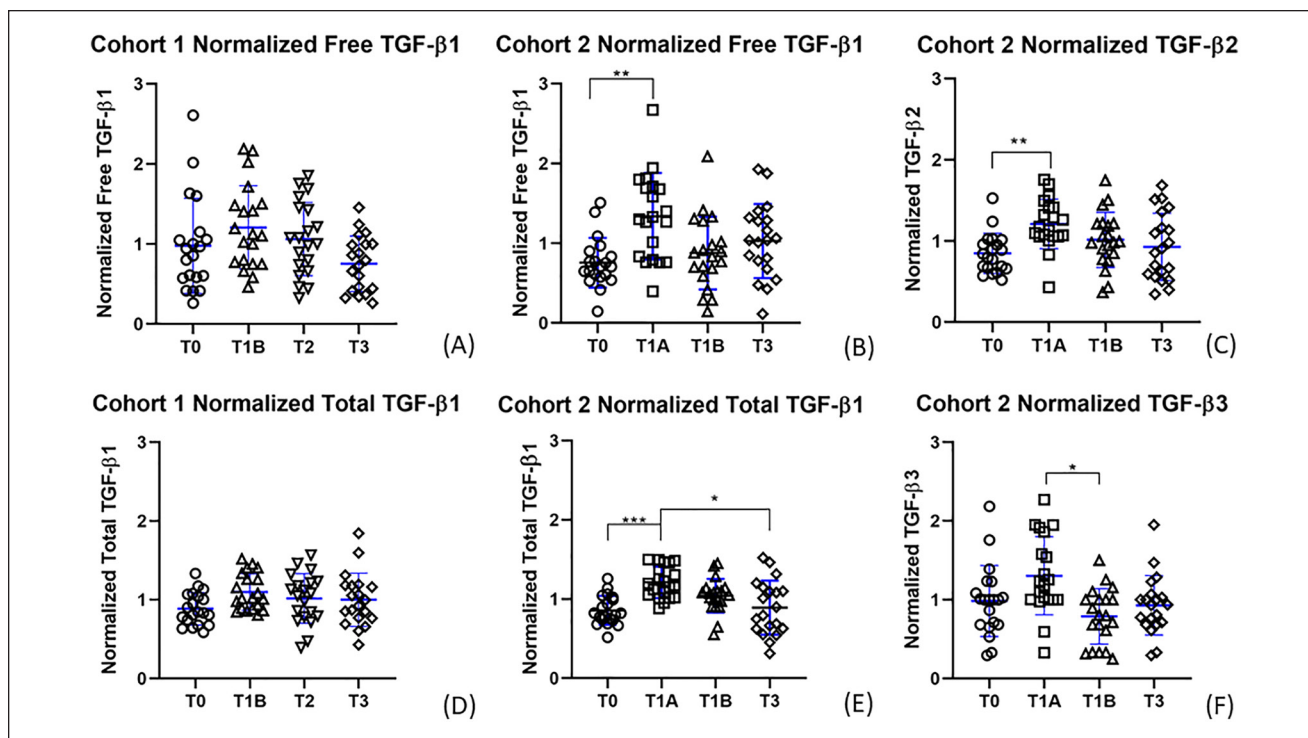 Cohort 1 Normalized Free TGF-β1
Normalized Free TGF-β1
3
2
1
0
T0 T1B T2 T3
(A)
Cohort 2 Normalized Free TGF-β1
Normalized Free TGF-β1
3
2
1
0
**
T0 T1A T1B T3
(B)
Cohort 2 Normalized TGF-β2
Normalized TGF-β2
3
2
1
0
**
T0 T1A T1B T3
(C)
Cohort 1 Normalized Total TGF-β1
Normalized Total TGF-β1
3
2
1
0
T0 T1B T2 T3
(D)
Cohort 2 Normalized Total TGF-β1
Normalized Total TGF-β1
3
2
1
0
***
*
T0 T1A T1B T3
(E)
Cohort 2 Normalized TGF-β3
Normalized TGF-β3
3
2
1
0
*
T0 T1A T1B T3
(F)